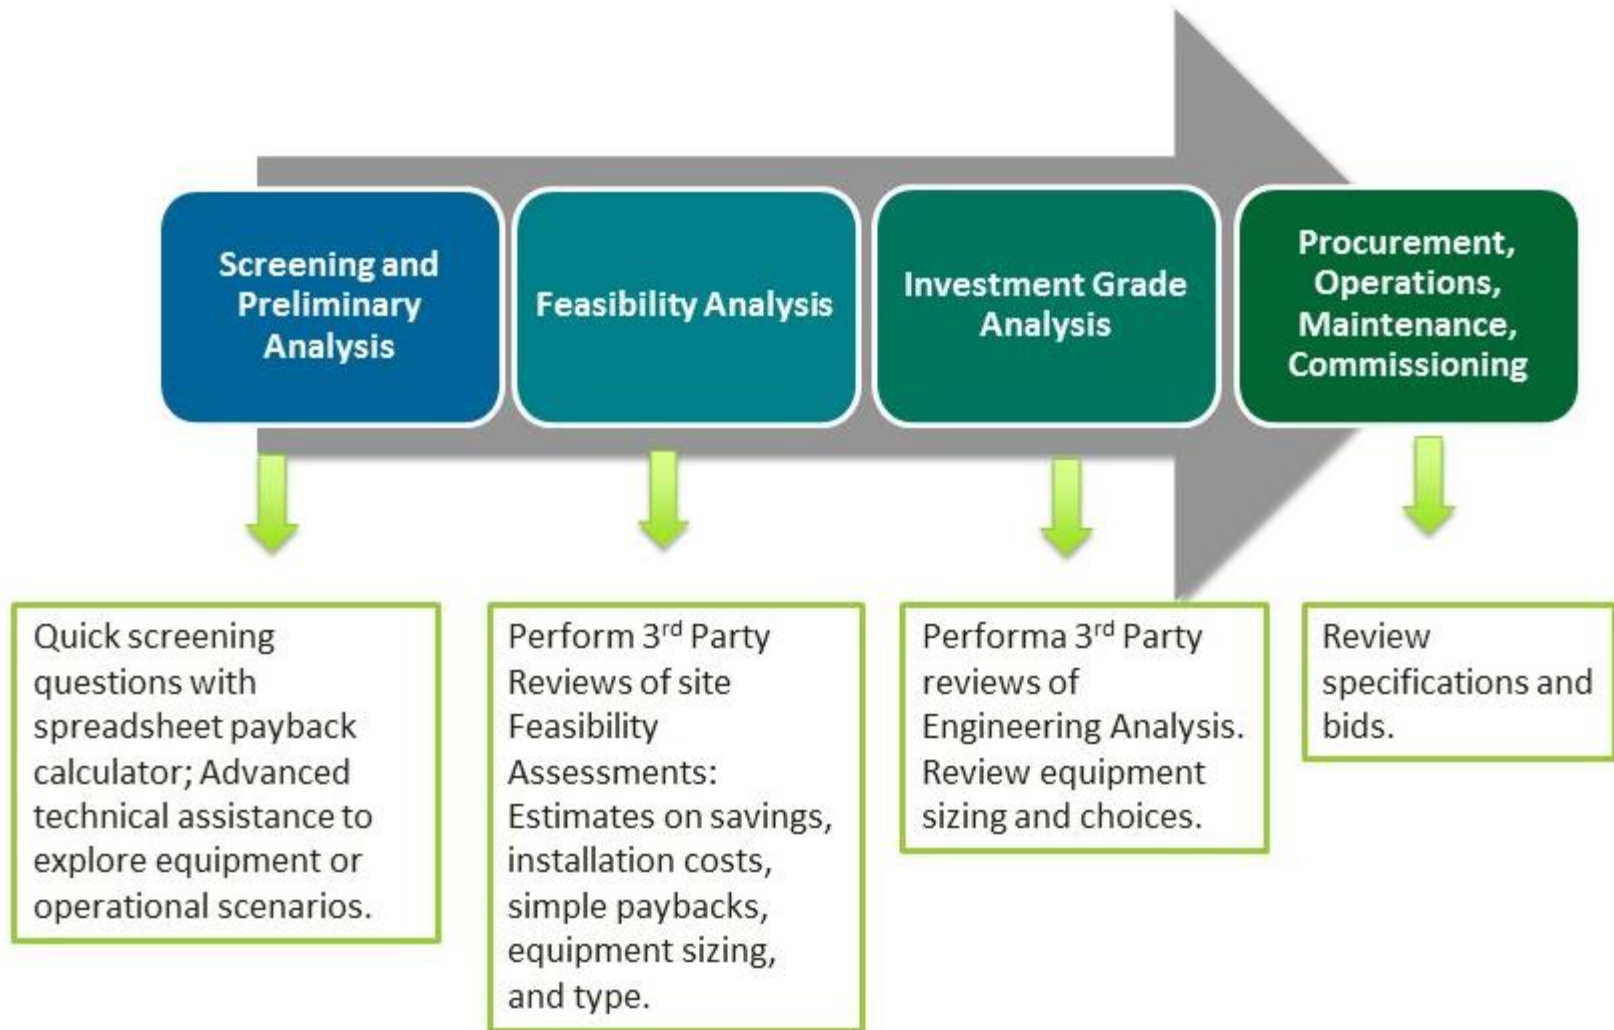 Screening and
Preliminary
Analysis
Feasibility Analysis
Investment Grade
Analysis
Procurement,
Operations,
Maintenance,
Commissioning
Quick screening
questions with
spreadsheet payback
calculator; Advanced
technical assistance to
explore equipment or
operational scenarios.
Perform 3rd Party
Reviews of site
Feasibility
Assessments:
Estimates on savings,
installation costs,
simple paybacks,
equipment sizing,
and type.
Performa 3rd Party
reviews of
Engineering Analysis.
Review equipment
sizing and choices.
Review
specifications and
bids.